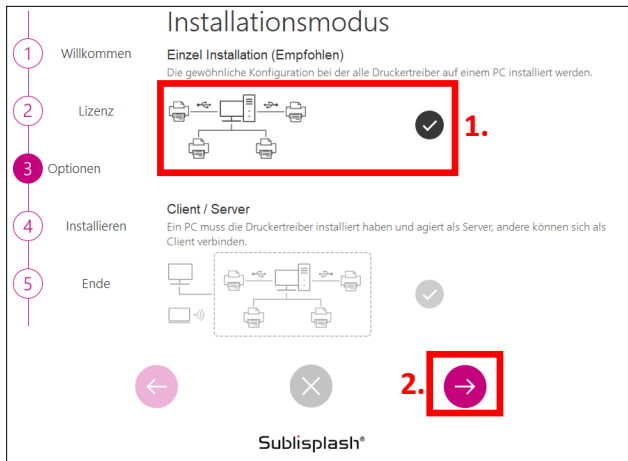 Installationsmodus
1 Willkommen
Einzel Installation (Empfohlen)
Die gewöhnliche Konfiguration bei der alle Druckertreiber auf einem PC installiert werden.
2 Lizenz
1.
3 Optionen
Client / Server
4 Installieren
Ein PC muss die Druckertreiber installiert haben und agiert als Server, andere können sich als
Client verbinden.
5 Ende
2.
Sublisplash®